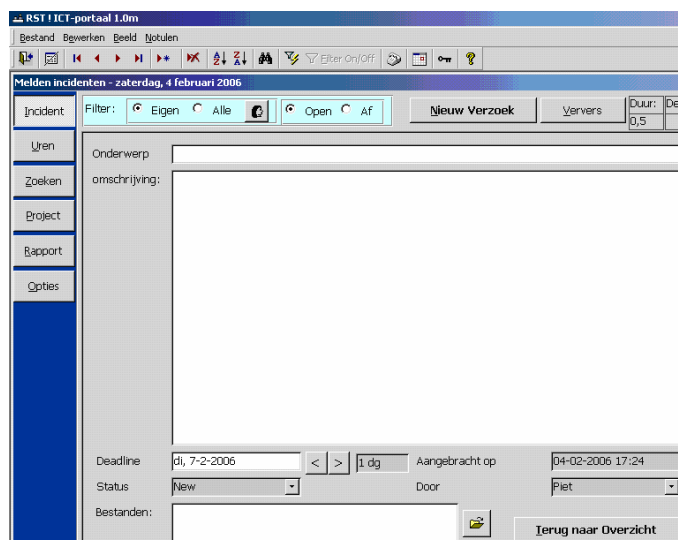 RST ! ICT-portaal 1.0m
Bestand Bewerken Beeld Notulen
Filter On/Off
Melden incidenten - zaterdag, 4 februari 2006
Incident
Filter: Eigen Alle Open Af
Nieuw Verzoek
Ververs
Duur: De
0,5
Uren
Onderwerp
Zoeken
omschrijving:
Project
Rapport
Opties
Deadline di, 7-2-2006 < > 1 dg Aangebracht op 04-02-2006 17:24
Status New Door Piet
Bestanden:
Terug naar Overzicht